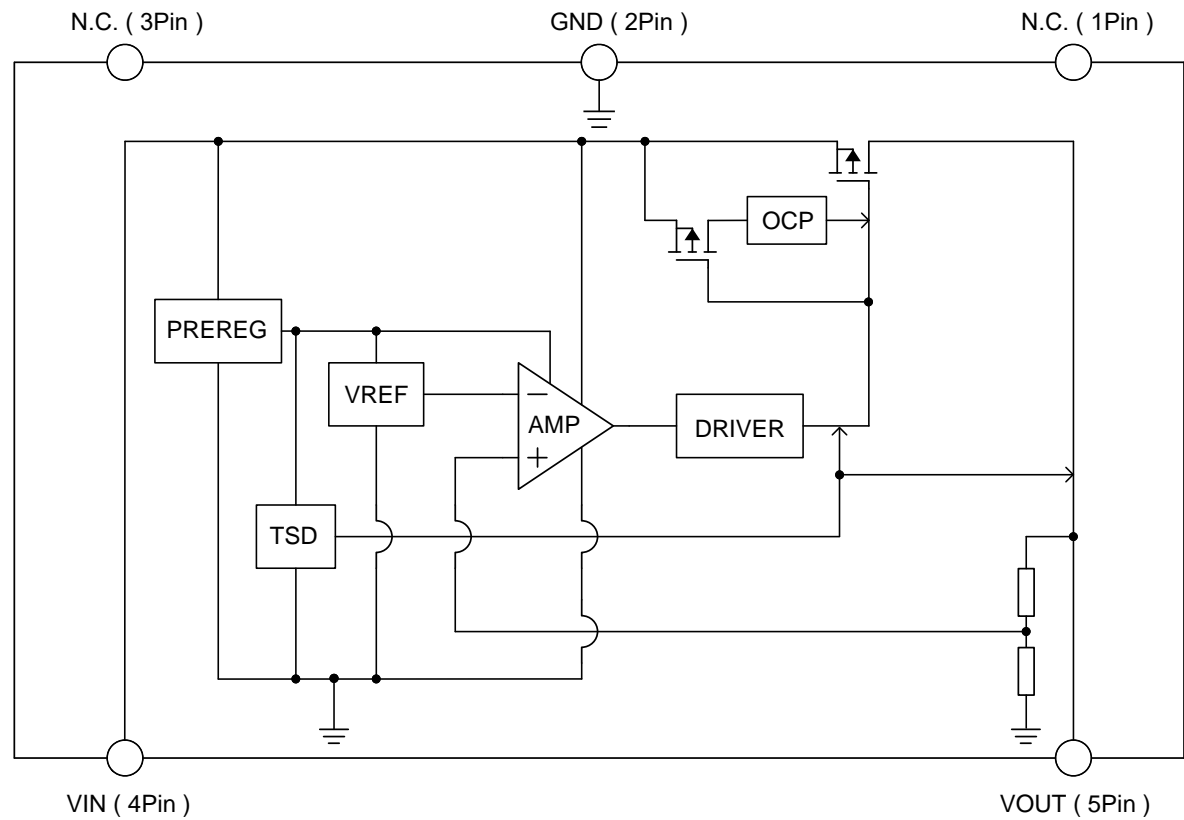 N.C. ( 3Pin )
GND ( 2Pin )
N.C. ( 1Pin )
OCP
PREREG
VREF
−
AMP
+
DRIVER
TSD
VIN ( 4Pin )
VOUT ( 5Pin )